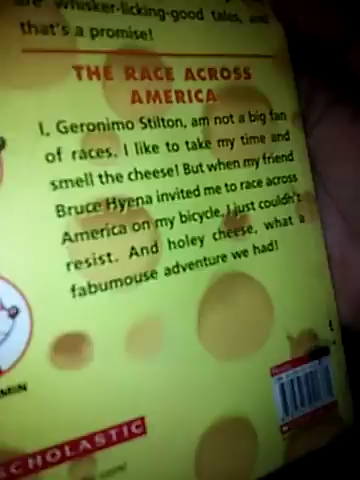 are whisker-licking-good tales, and
that's a promise!
THE RACE ACROSS
AMERICA
I, Geronimo Stilton, am not a big fan
of races. I like to take my time and
smell the cheese! But when my friend
Bruce Hyena invited me to race across
America on my bicycle, I just couldn't
resist. And holey cheese, what a
fabumouse adventure we had!
SCHOLASTIC